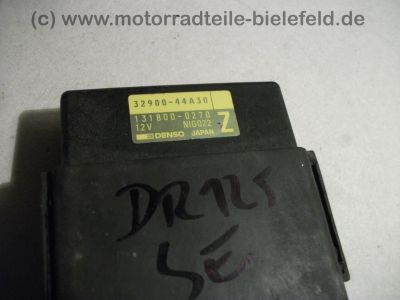 (c) www.motorradteile-bielefeld.de
32900-44A30
131800-0270
12V NIG022 Z
DENSO JAPAN
DR125
SE